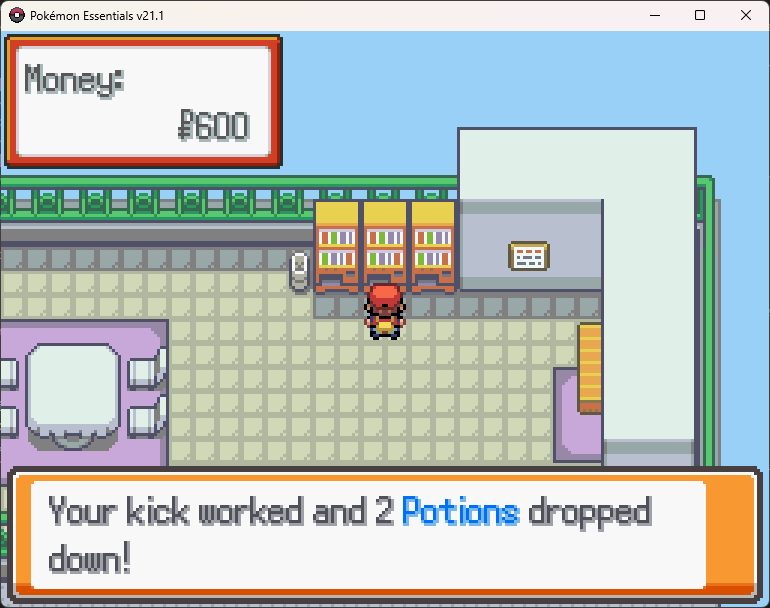 Pokémon Essentials v21.1
Money:
₽600
Your kick worked and 2 Potions dropped
down!